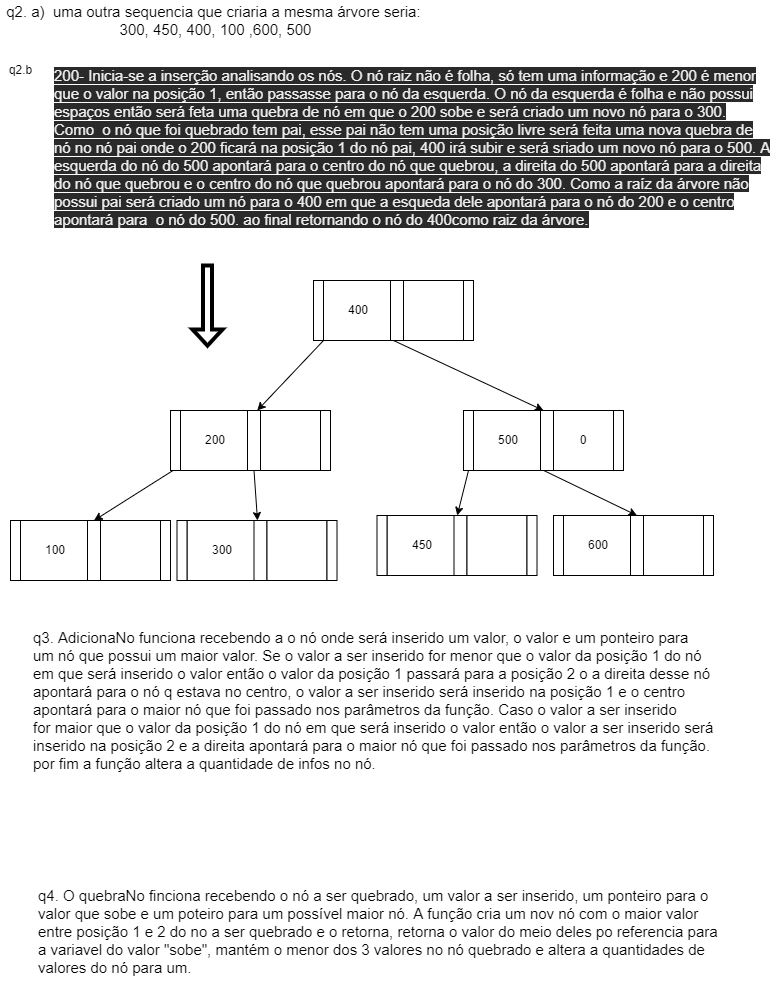 q2. a) uma outra sequencia que criaria a mesma árvore seria:
300, 450, 400, 100 ,600, 500
q2.b
200- Inicia-se a inserção analisando os nós. O nó raiz não é folha, só tem uma informação e 200 é menor
que o valor na posição 1, então passasse para o nó da esquerda. O nó da esquerda é folha e não possui
espaços então será feta uma quebra de nó em que o 200 sobe e será criado um novo nó para o 300.
Como o nó que foi quebrado tem pai, esse pai não tem uma posição livre será feita uma nova quebra de
nó no nó pai onde o 200 ficará na posição 1 do nó pai, 400 irá subir e será sriado um novo nó para o 500. A
esquerda do nó do 500 apontará para o centro do nó que quebrou, a direita do 500 apontará para a direita
do nó que quebrou e o centro do nó que quebrou apontará para o nó do 300. Como a raíz da árvore não
possui pai será criado um nó para o 400 em que a esqueda dele apontará para o nó do 200 e o centro
apontará para o nó do 500. ao final retornando o nó do 400como raiz da árvore.
400
200
500
0
100
300
450
600
q3. AdicionaNo funciona recebendo a o nó onde será inserido um valor, o valor e um ponteiro para
um nó que possui um maior valor. Se o valor a ser inserido for menor que o valor da posição 1 do nó
em que será inserido o valor então o valor da posição 1 passará para a posição 2 o a direita desse nó
apontará para o nó q estava no centro, o valor a ser inserido será inserido na posição 1 e o centro
apontará para o maior nó que foi passado nos parâmetros da função. Caso o valor a ser inserido
for maior que o valor da posição 1 do nó em que será inserido o valor então o valor a ser inserido será
inserido na posição 2 e a direita apontará para o maior nó que foi passado nos parâmetros da função.
por fim a função altera a quantidade de infos no nó.
q4. O quebraNo finciona recebendo o nó a ser quebrado, um valor a ser inserido, um ponteiro para o
valor que sobe e um poteiro para um possível maior nó. A função cria um nov nó com o maior valor
entre posição 1 e 2 do no a ser quebrado e o retorna, retorna o valor do meio deles po referencia para
a variavel do valor "sobe", mantém o menor dos 3 valores no nó quebrado e altera a quantidades de
valores do nó para um.